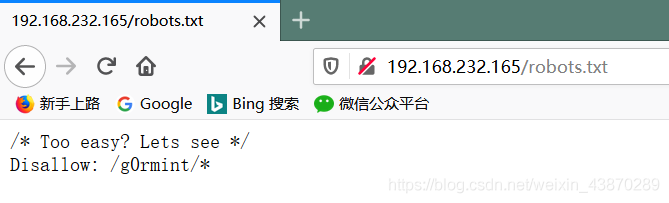 192.168.232.165/robots.txt
192.168.232.165/robots.txt
新手上路 Google Bing 搜索 微信公众平台
/* Too easy? Lets see */
Disallow: /g0rmint/*
https://blog.csdn.net/weixin_43870289